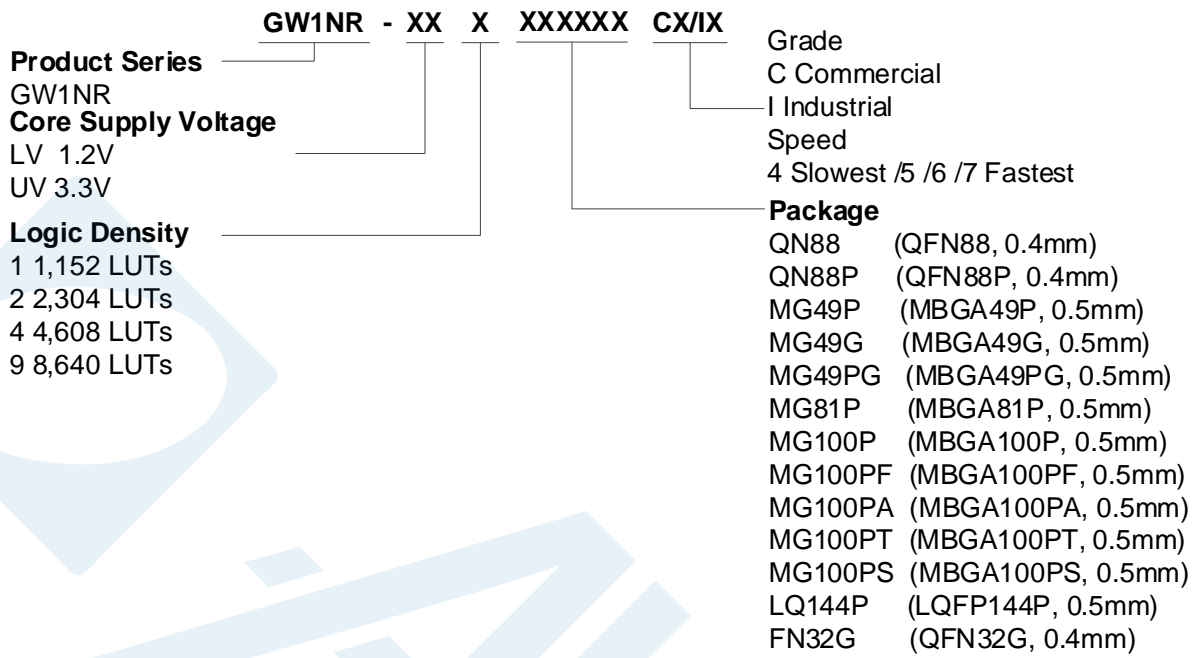 GW1NR - XX X XXXXXX CX/IX
Product Series
GW1NR
Core Supply Voltage
LV 1.2V
UV 3.3V
Logic Density
1 1,152 LUTs
2 2,304 LUTs
4 4,608 LUTs
9 8,640 LUTs
Grade
C Commercial
I Industrial
Speed
4 Slowest /5 /6 /7 Fastest
Package
QN88 (QFN88, 0.4mm)
QN88P (QFN88P, 0.4mm)
MG49P (MBGA49P, 0.5mm)
MG49G (MBGA49G, 0.5mm)
MG49PG (MBGA49PG, 0.5mm)
MG81P (MBGA81P, 0.5mm)
MG100P (MBGA100P, 0.5mm)
MG100PF (MBGA100PF, 0.5mm)
MG100PA (MBGA100PA, 0.5mm)
MG100PT (MBGA100PT, 0.5mm)
MG100PS (MBGA100PS, 0.5mm)
LQ144P (LQFP144P, 0.5mm)
FN32G (QFN32G, 0.4mm)